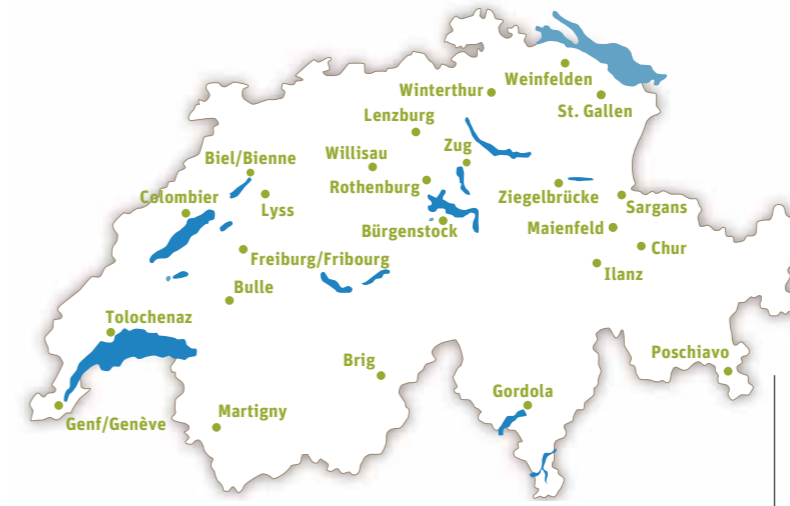 Weinfelden
Winterthur
St. Gallen
Lenzburg
Zug
Willisau
Biel/Bienne
Rothenburg
Ziegelbrücke
Colombier
Lyss
Sargans
Bürgenstock
Maienfeld
Chur
Freiburg/Fribourg
Ilanz
Bulle
Tolochenaz
Poschiavo
Brig
Gordola
Martigny
Genf/Genève